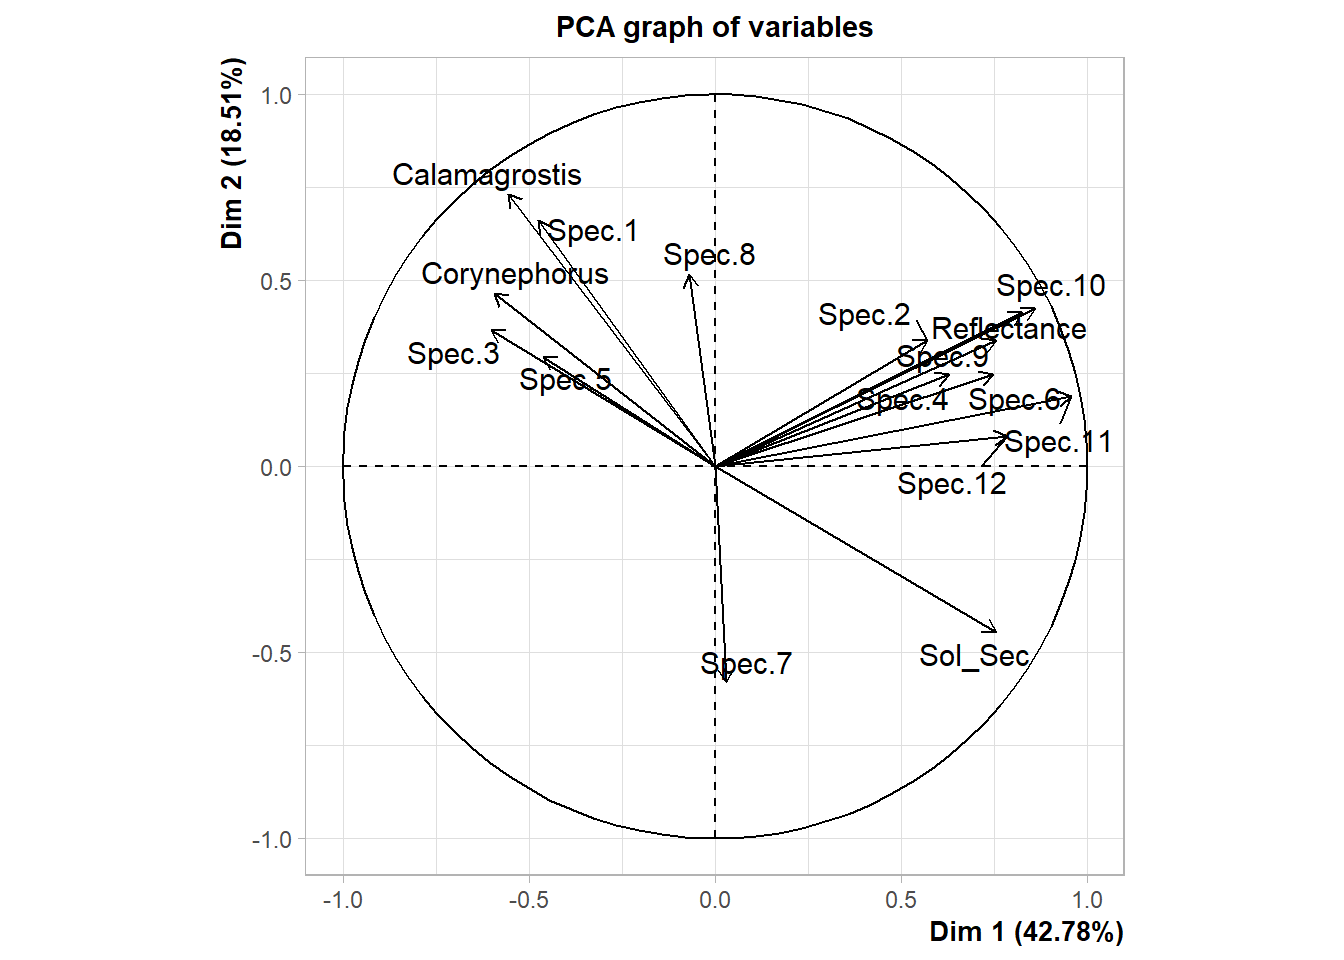 PCA graph of variables
Dim 2 (18.51%)
1.0
0.5
0.0
-0.5
-1.0
Calamagrostis
Spec.1
Spec.8
Corynephorus
Spec.10
Spec.2
Reflectance
Spec.3
Spec.9
Spec.5
Spec.4
Spec.6
Spec.11
Spec.12
Sol_Sec
Spec.7
-1.0
-0.5
0.0
0.5
1.0
Dim 1 (42.78%)